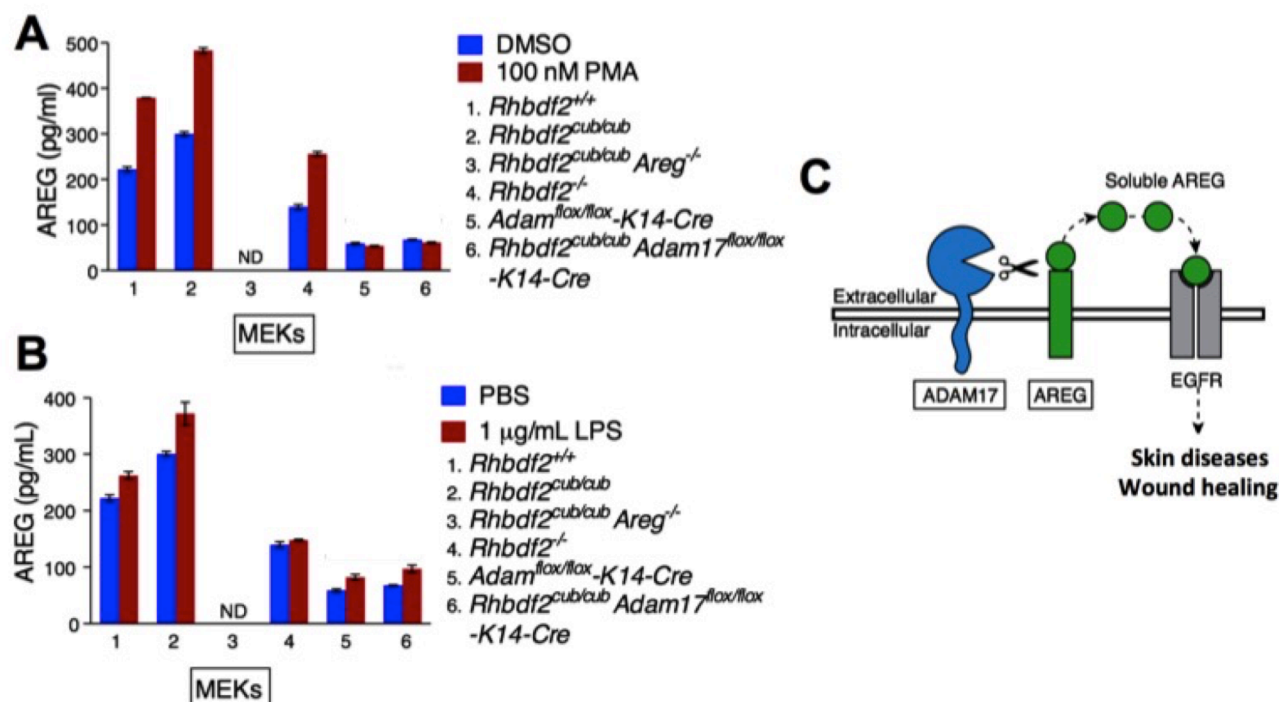 A
500
400
300
200
100
0
AREG (pg/ml)
ND
1 2 3 4 5 6
MEKs
DMSO
100 nM PMA
1. Rhbdf2+/+
2. Rhbdf2cub/cub
3. Rhbdf2cub/cub Areg-/-
4. Rhbdf2-/-
5. Adamflox/flox-K14-Cre
6. Rhbdf2cub/cub Adam17flox/flox
-K14-Cre
B
400
300
200
100
0
AREG (pg/mL)
ND
1 2 3 4 5 6
MEKs
PBS
1 µg/mL LPS
1. Rhbdf2+/+
2. Rhbdf2cub/cub
3. Rhbdf2cub/cub Areg-/-
4. Rhbdf2-/-
5. Adamflox/flox-K14-Cre
6. Rhbdf2cub/cub Adam17flox/flox
-K14-Cre
C
Soluble AREG
Extracellular
Intracellular
ADAM17
AREG
EGFR
Skin diseases
Wound healing